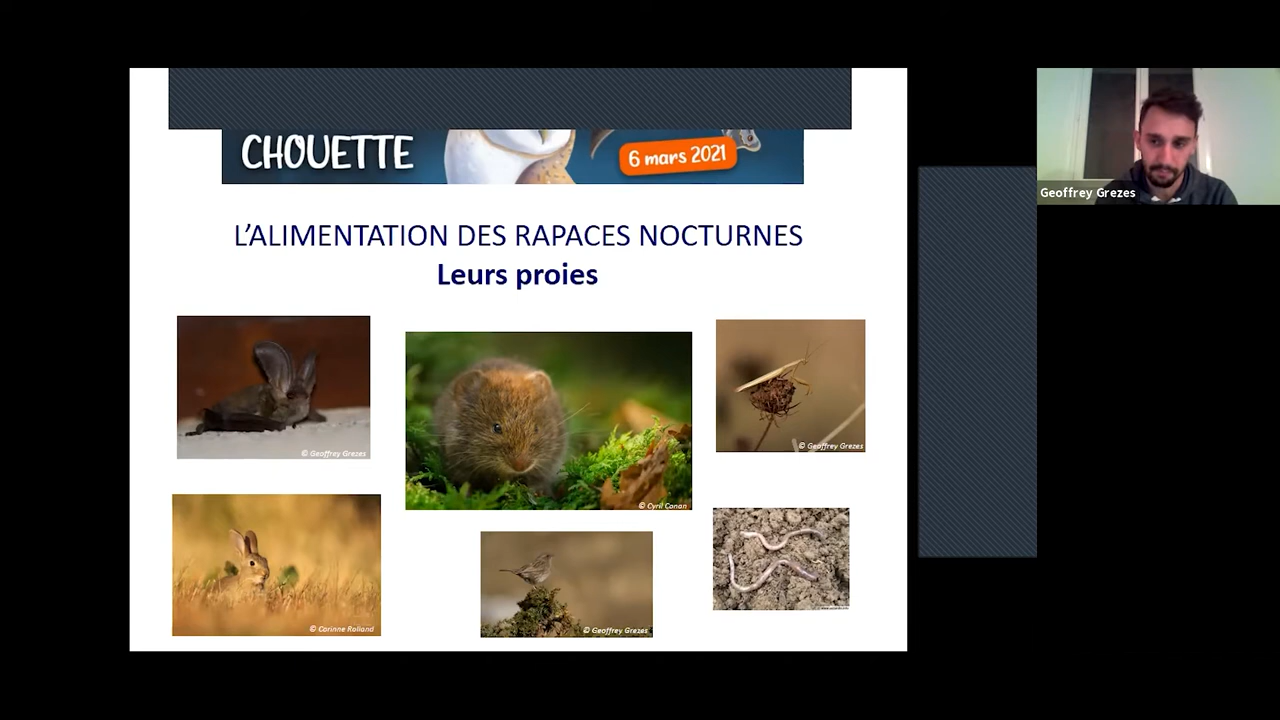 CHOUETTE
6 mars 2021
Geoffrey Grezes
L'ALIMENTATION DES RAPACES NOCTURNES
Leurs proies
© Geoffrey Grezes
© Cyril Conan
© Geoffrey Grezes
© Corinne Rolland
© Geoffrey Grezes